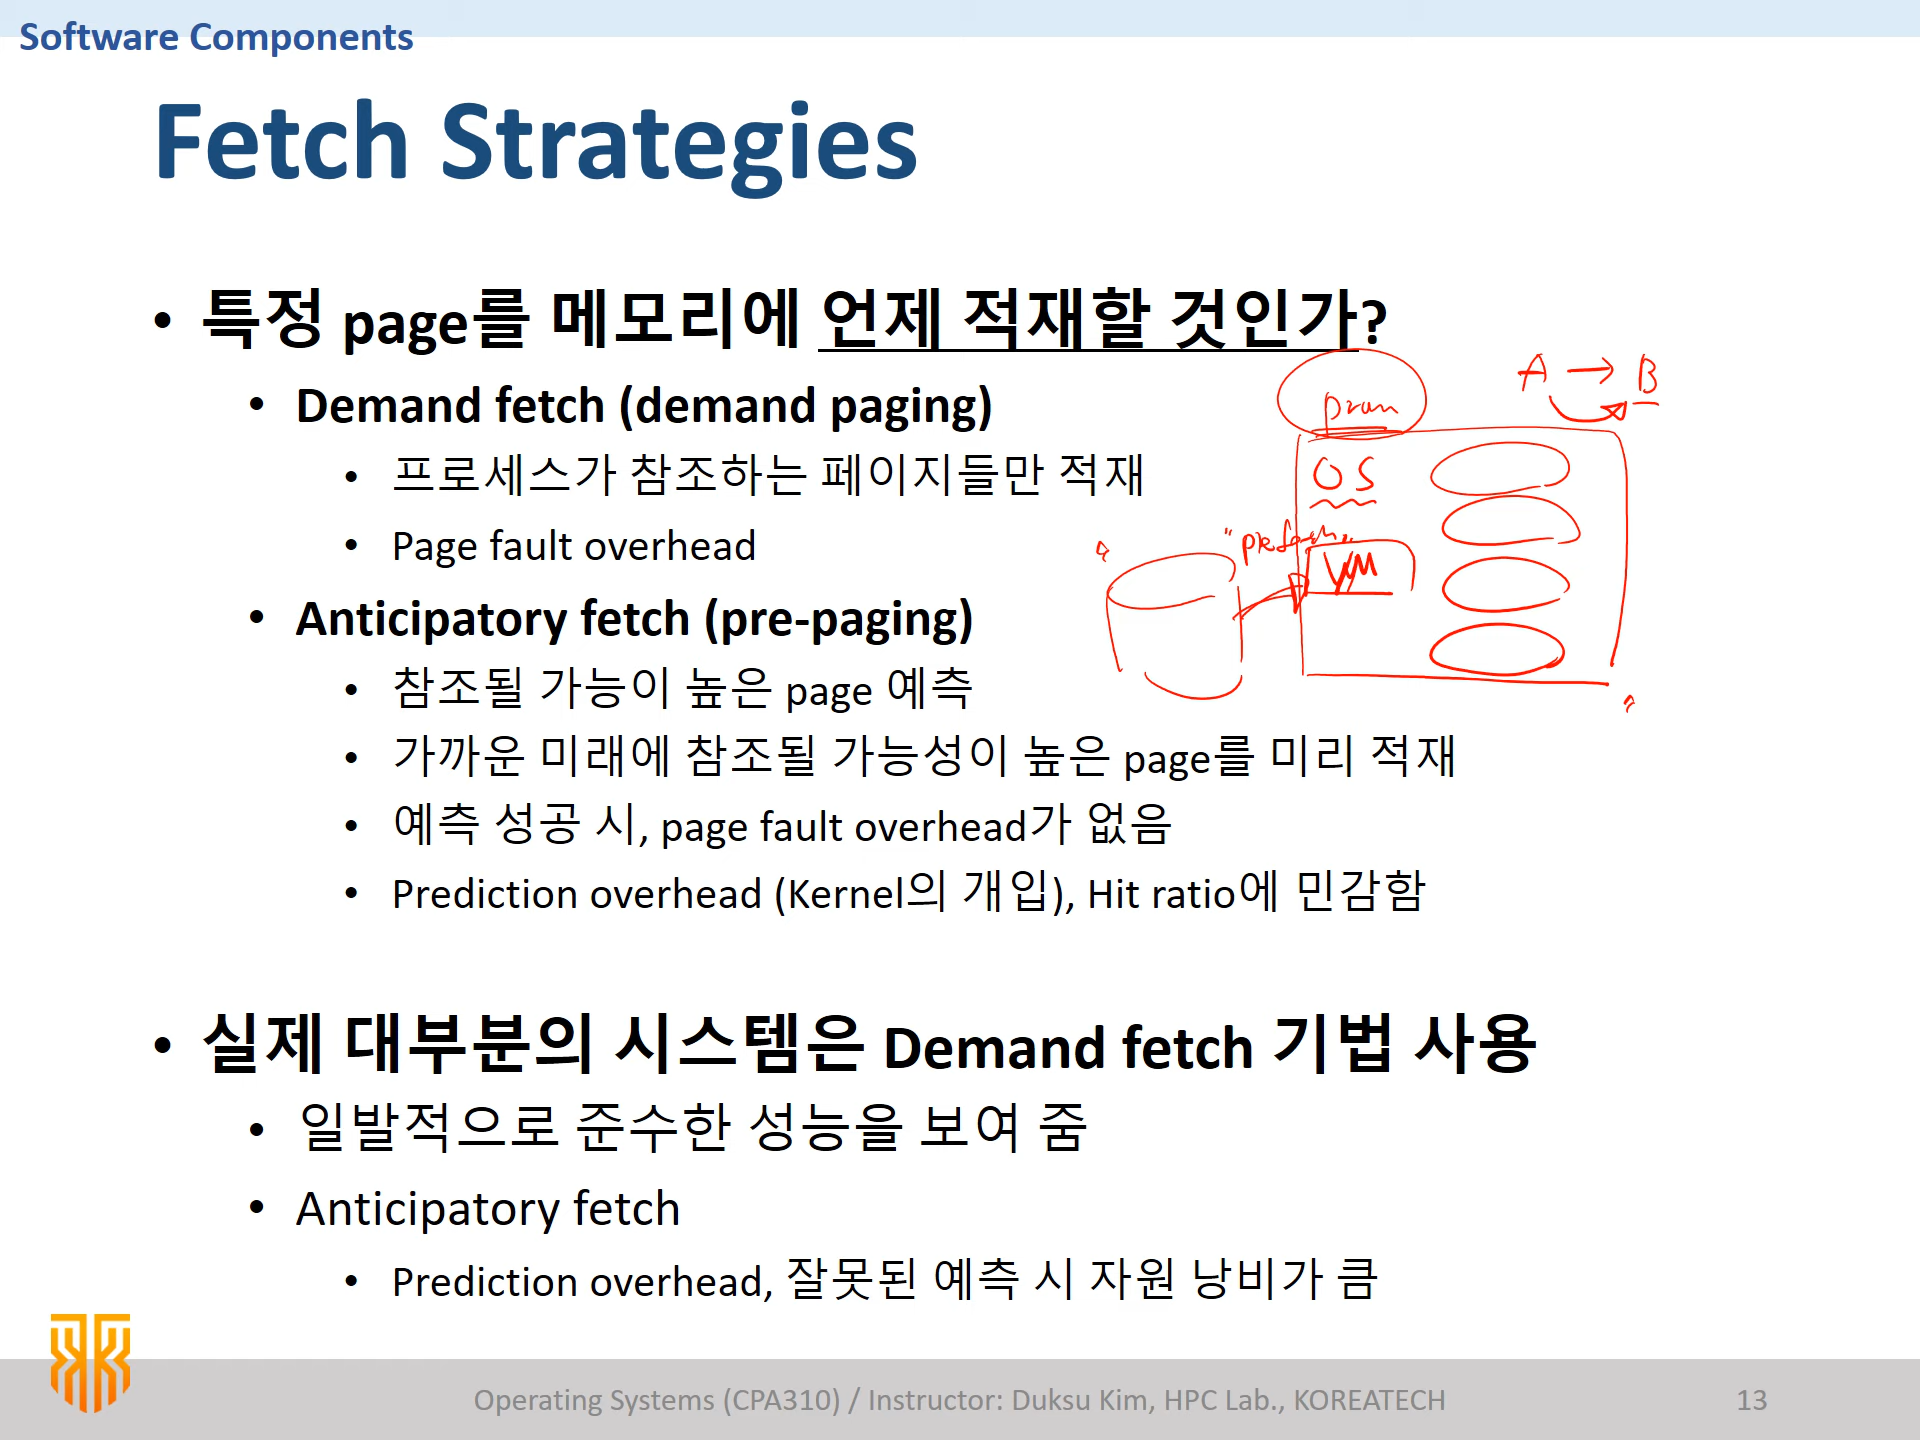 Software Components
Fetch Strategies
• 특정 page를 메모리에 언제 적재할 것인가?
• Demand fetch (demand paging)
• 프로세스가 참조하는 페이지들만 적재
• Page fault overhead
• Anticipatory fetch (pre-paging)
• 참조될 가능이 높은 page 예측
• 가까운 미래에 참조될 가능성이 높은 page를 미리 적재
• 예측 성공 시, page fault overhead가 없음
• Prediction overhead (Kernel의 개입), Hit ratio에 민감함
A → B
OS
• 실제 대부분의 시스템은 Demand fetch 기법 사용
• 일발적으로 준수한 성능을 보여 줌
• Anticipatory fetch
• Prediction overhead, 잘못된 예측 시 자원 낭비가 큼
Operating Systems (CPA310) / Instructor: Duksu Kim, HPC Lab., KOREATECH
13